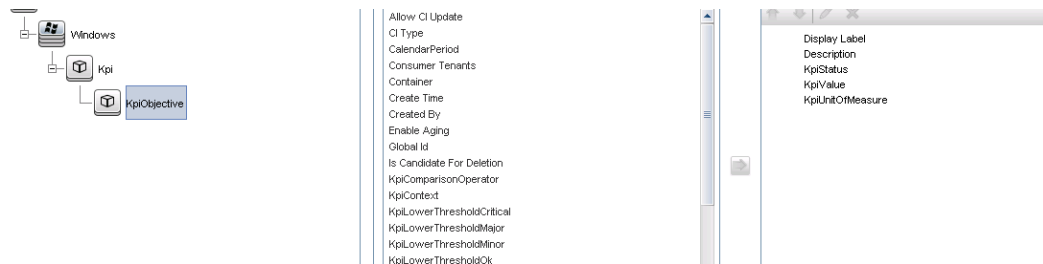 Windows
Kpi
KpiObjective
Allow CI Update
CI Type
CalendarPeriod
Consumer Tenants
Container
Create Time
Created By
Enable Aging
Global Id
Is Candidate For Deletion
KpiComparisonOperator
KpiContext
KpiLowerThresholdCritical
KpiLowerThresholdMajor
KpiLowerThresholdMinor
KpiLowerThresholdOk
Display Label
Description
KpiStatus
KpiValue
KpiUnitOfMeasure